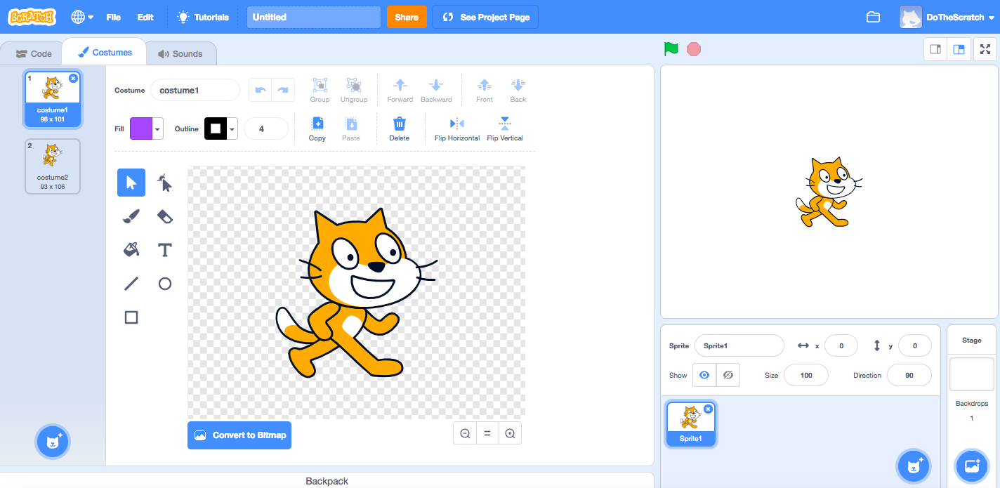 SCRATCH
File
Edit
Tutorials
Untitled
Share
See Project Page
DoTheScratch
Code
Costumes
Sounds
1
costume1
96 x 101
2
costume2
93 x 106
Costume
costume1
Group
Ungroup
Forward
Backward
Front
Back
Fill
Outline
4
Copy
Paste
Delete
Flip Horizontal
Flip Vertical
T
Convert to Bitmap
Backpack
Sprite
Sprite1
x
0
y
0
Show
Size
100
Direction
90
Sprite1
Stage
Backdrops
1